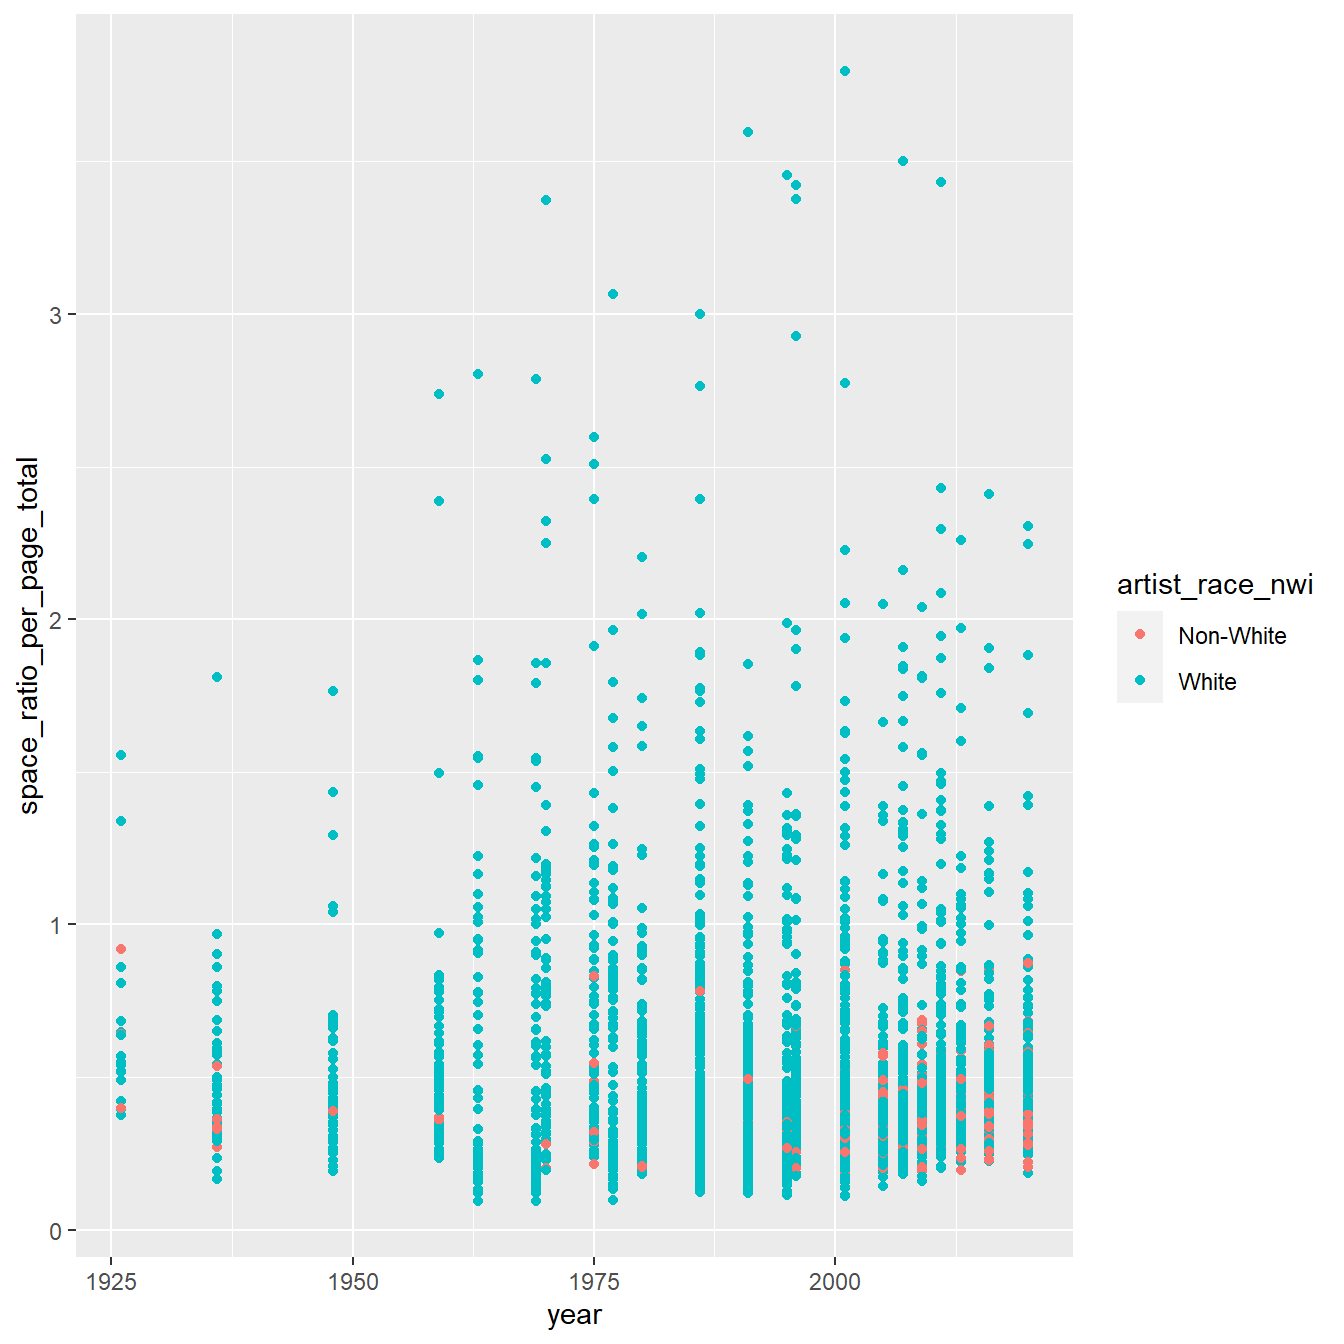 space_ratio_per_page_total
3
2
1
0
1925 1950 1975 2000
year
artist_race_nwi
Non-White
White